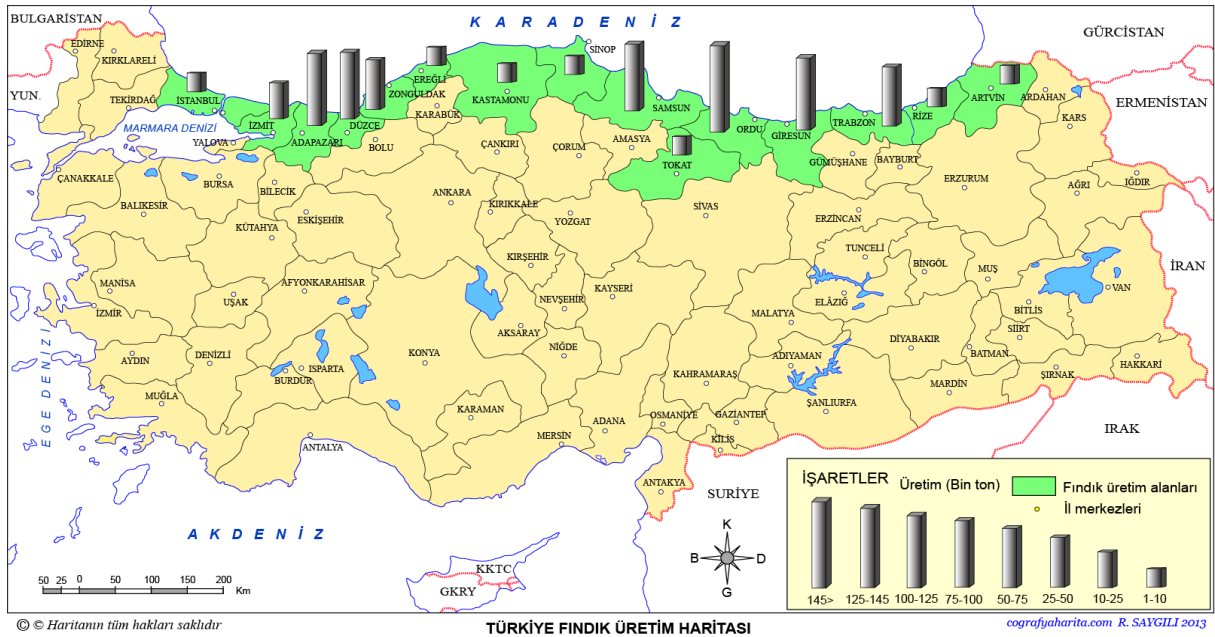 BULGARİSTAN
K A R A D E N İ Z
GÜRCİSTAN
EDİRNE
KIRKLARELİ
SİNOP
YUN.
TEKİRDAĞ
İSTANBUL
EREĞLİ
ZONGULDAK
KASTAMONU
SAMSUN
ARTVİN
ARDAHAN
ERMENİSTAN
MARMARA DENİZİ
İZMİT
DÜZCE
KARABÜK
ORDU
GİRESUN
TRABZON
RİZE
KARS
YALOVA
ADAPAZARI
BOLU
ÇANKIRI
ÇORUM
AMASYA
TOKAT
GÜMÜŞHANE
BAYBURT
ÇANAKKALE
BURSA
BİLECİK
ANKARA
KIRIKKALE
ERZURUM
AĞRI
IĞDIR
BALIKESİR
ESKİŞEHİR
YOZGAT
SİVAS
ERZİNCAN
KÜTAHYA
KIRŞEHİR
TUNCELİ
BİNGÖL
MUŞ
İRAN
MANİSA
UŞAK
AFYONKARAHİSAR
NEVŞEHİR
KAYSERİ
ELÂZIĞ
BİTLİS
VAN
İZMİR
AKSARAY
MALATYA
SİİRT
EGE DENİZİ
AYDIN
DENİZLİ
ISPARTA
BURDUR
KONYA
NİĞDE
ADIYAMAN
DİYABAKIR
BATMAN
HAKKARİ
MUĞLA
KAHRAMARAŞ
MARDİN
ŞIRNAK
KARAMAN
ADANA
OSMANİYE
GAZİANTEP
ŞANLIURFA
ANTALYA
MERSİN
KİLİS
IRAK
ANTAKYA
SURİYE
A K D E N İ Z
İŞARETLER
Üretim (Bin ton)
Fındık üretim alanları
İl merkezleri
145> 125-145 100-125 75-100 50-75 25-50 10-25 1-10
K
B D
G
KKTC
GKRY
50 25 0 50 100 150 200
Km
© © Haritanın tüm hakları saklıdır
TÜRKİYE FINDIK ÜRETİM HARİTASI
cografyaharita.com R. SAYGILI 2013